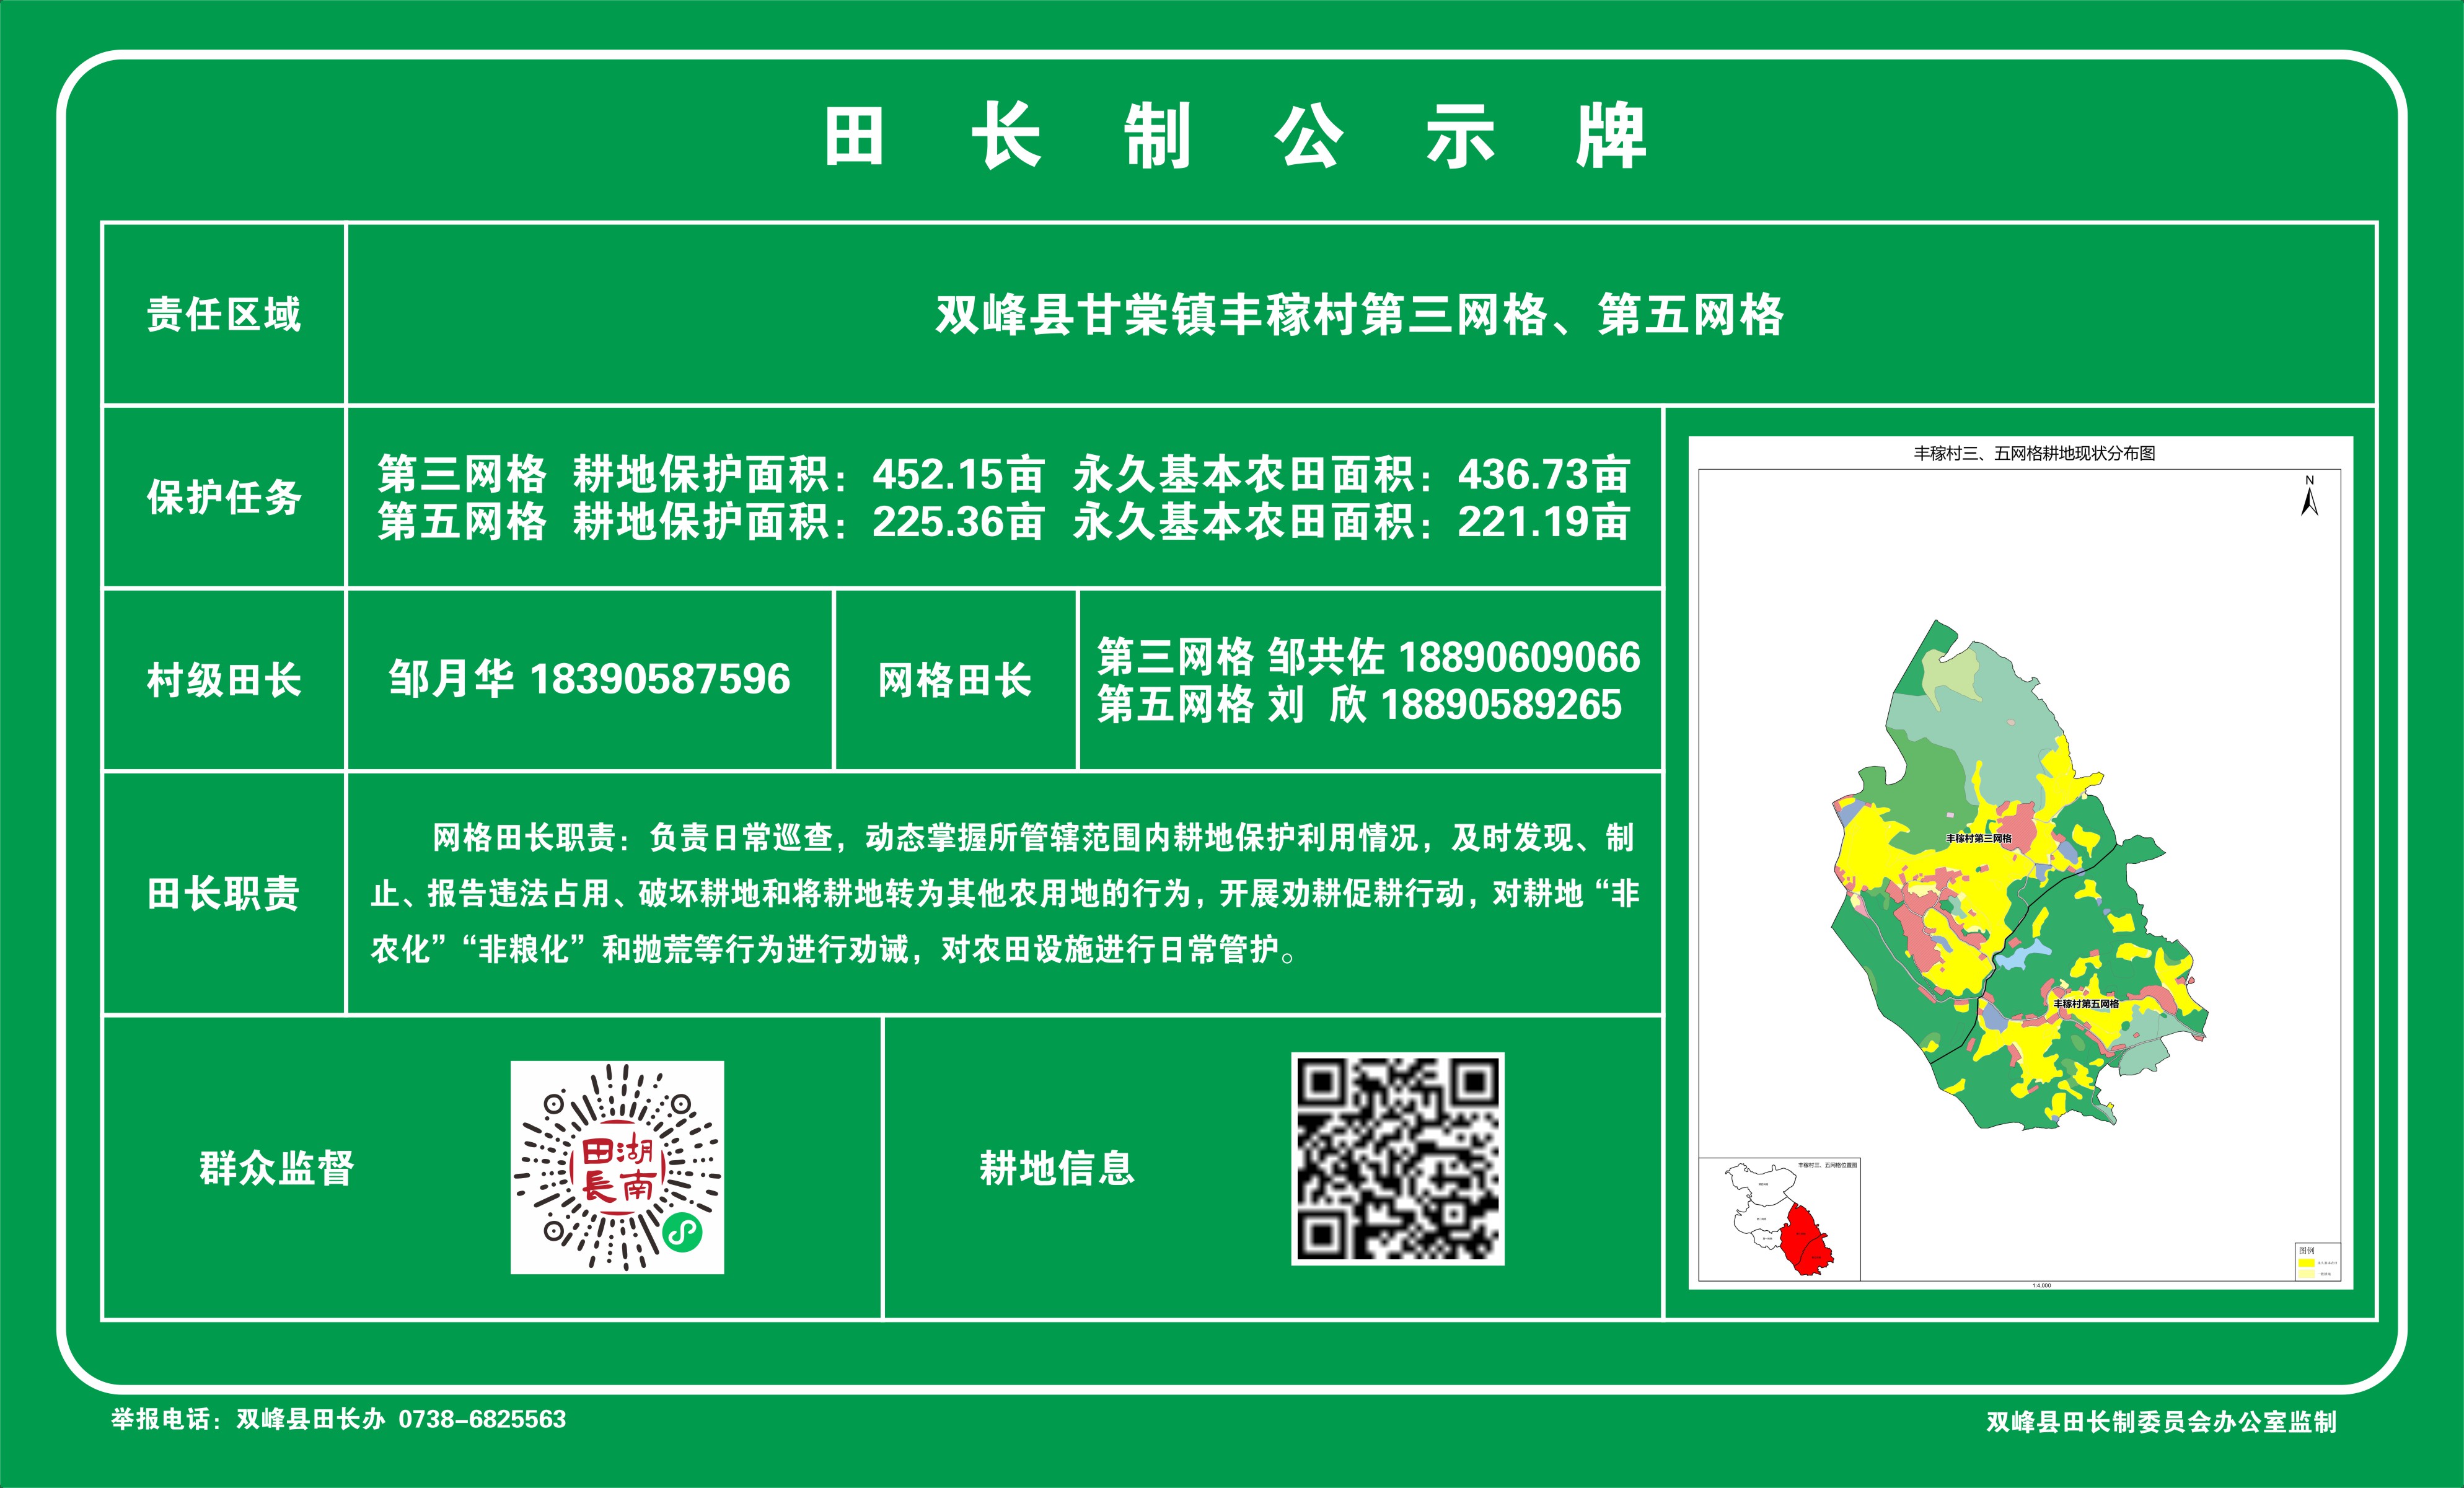 田长制公示牌
责任区域
双峰县甘棠镇丰稼村第三网格、第五网格
保护任务
第三网格 耕地保护面积：452.15亩 永久基本农田面积：436.73亩
第五网格 耕地保护面积：225.36亩 永久基本农田面积：221.19亩
村级田长
邹月华 18390587596
网格田长
第三网格 邹共佐 18890609066
第五网格 刘 欣 18890589265
田长职责
网格田长职责：负责日常巡查，动态掌握所管辖范围内耕地保护利用情况，及时发现、制
止、报告违法占用、破坏耕地和将耕地转为其他农用地的行为，开展劝耕促耕行动，对耕地“非
农化”“非粮化”和抛荒等行为进行劝诫，对农田设施进行日常管护。
群众监督
湖南
田長
耕地信息
丰稼村三、五网格耕地现状分布图
N
丰稼村第三网格
丰稼村第五网格
丰稼村三、五网格位置图
图例
1:4,000
举报电话：双峰县田长办 0738-6825563
双峰县田长制委员会办公室监制